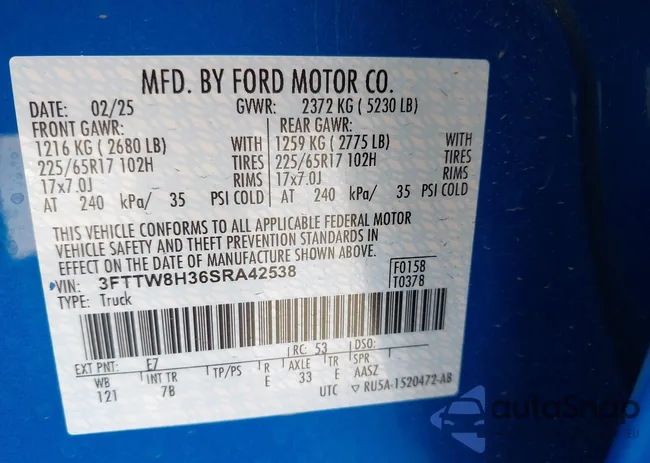 MFD. BY FORD MOTOR CO.
DATE: 02/25 GVWR: 2372 KG ( 5230 LB)
FRONT GAWR: REAR GAWR:
1216 KG ( 2680 LB) WITH 1259 KG ( 2775 LB) WITH
225/65R17 102H TIRES 225/65R17 102H TIRES
17x7.0J RIMS 17x7.0J RIMS
AT 240 kPa/ 35 PSI COLD AT 240 kPa/ 35 PSI COLD
THIS VEHICLE CONFORMS TO ALL APPLICABLE FEDERAL MOTOR
VEHICLE SAFETY AND THEFT PREVENTION STANDARDS IN
EFFECT ON THE DATE OF MANUFACTURE SHOWN ABOVE.
VIN: 3FTTW8H36SRA42538 F0158
TYPE: Truck T0378
EXT PNT: E7 RC: 53 DSO:
WB INT TR TP/PS R AXLE TR SPR
121 7B E 33 E AASZ
UTC ▽ RU5A-1520472-AB
autoSnap